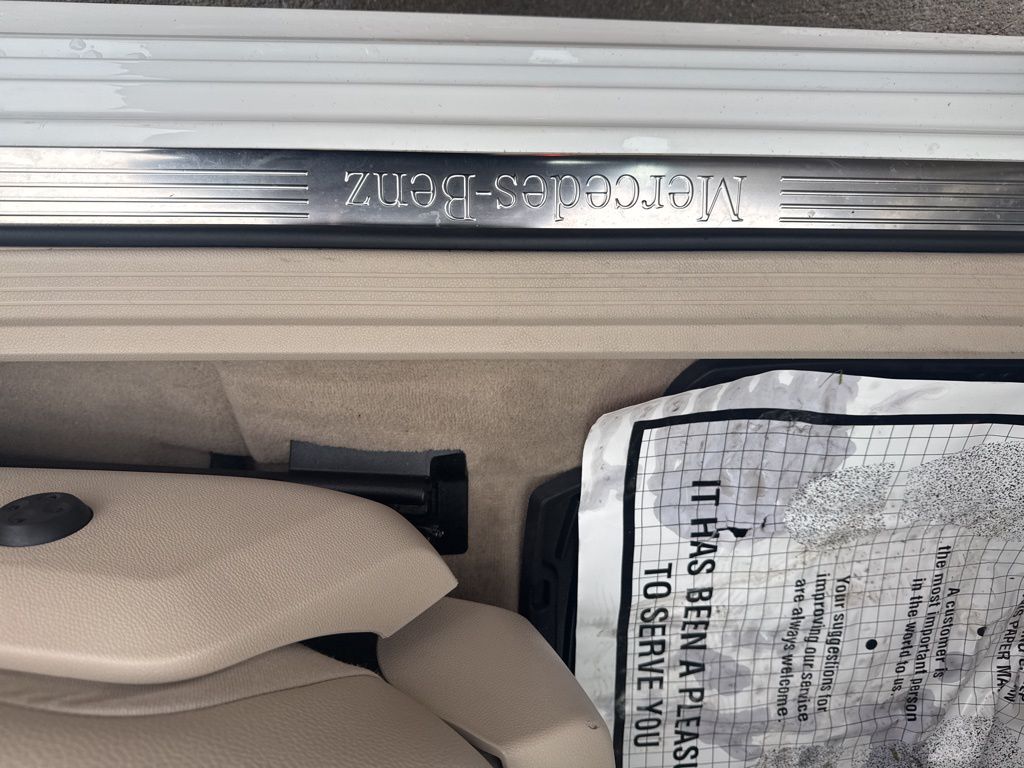 Mercedes-Benz
IT HAS BEEN A
TO SERVE YOU
Your suggestions for
improving our service
are always welcome.
A customer is
the most important person
in the world to us.
PAPER